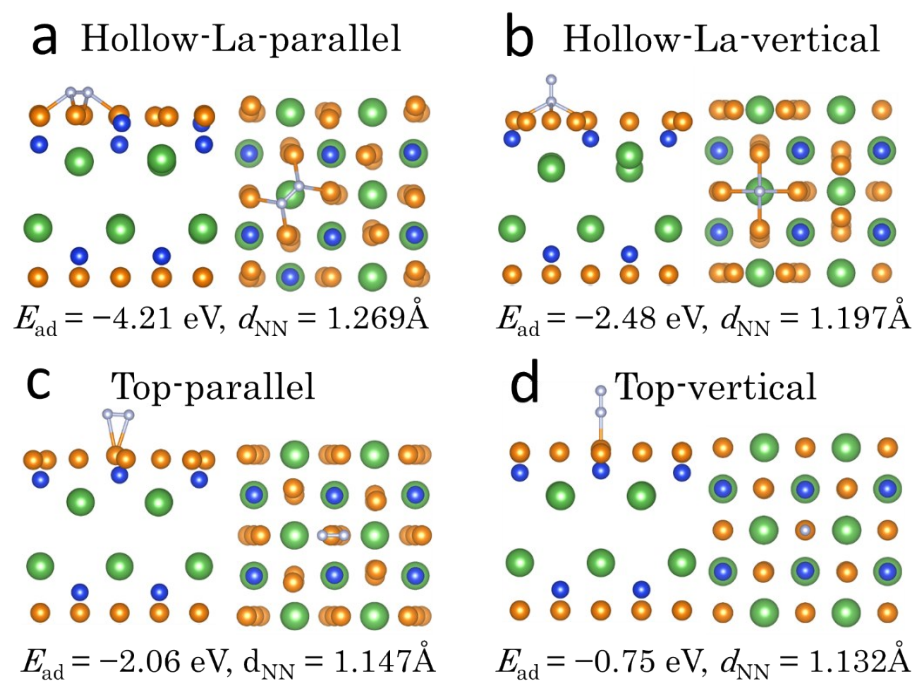 a Hollow-La-parallel
b Hollow-La-vertical
E_ad = −4.21 eV, d_NN = 1.269Å
E_ad = −2.48 eV, d_NN = 1.197Å
c Top-parallel
d Top-vertical
E_ad = −2.06 eV, d_NN = 1.147Å
E_ad = −0.75 eV, d_NN = 1.132Å